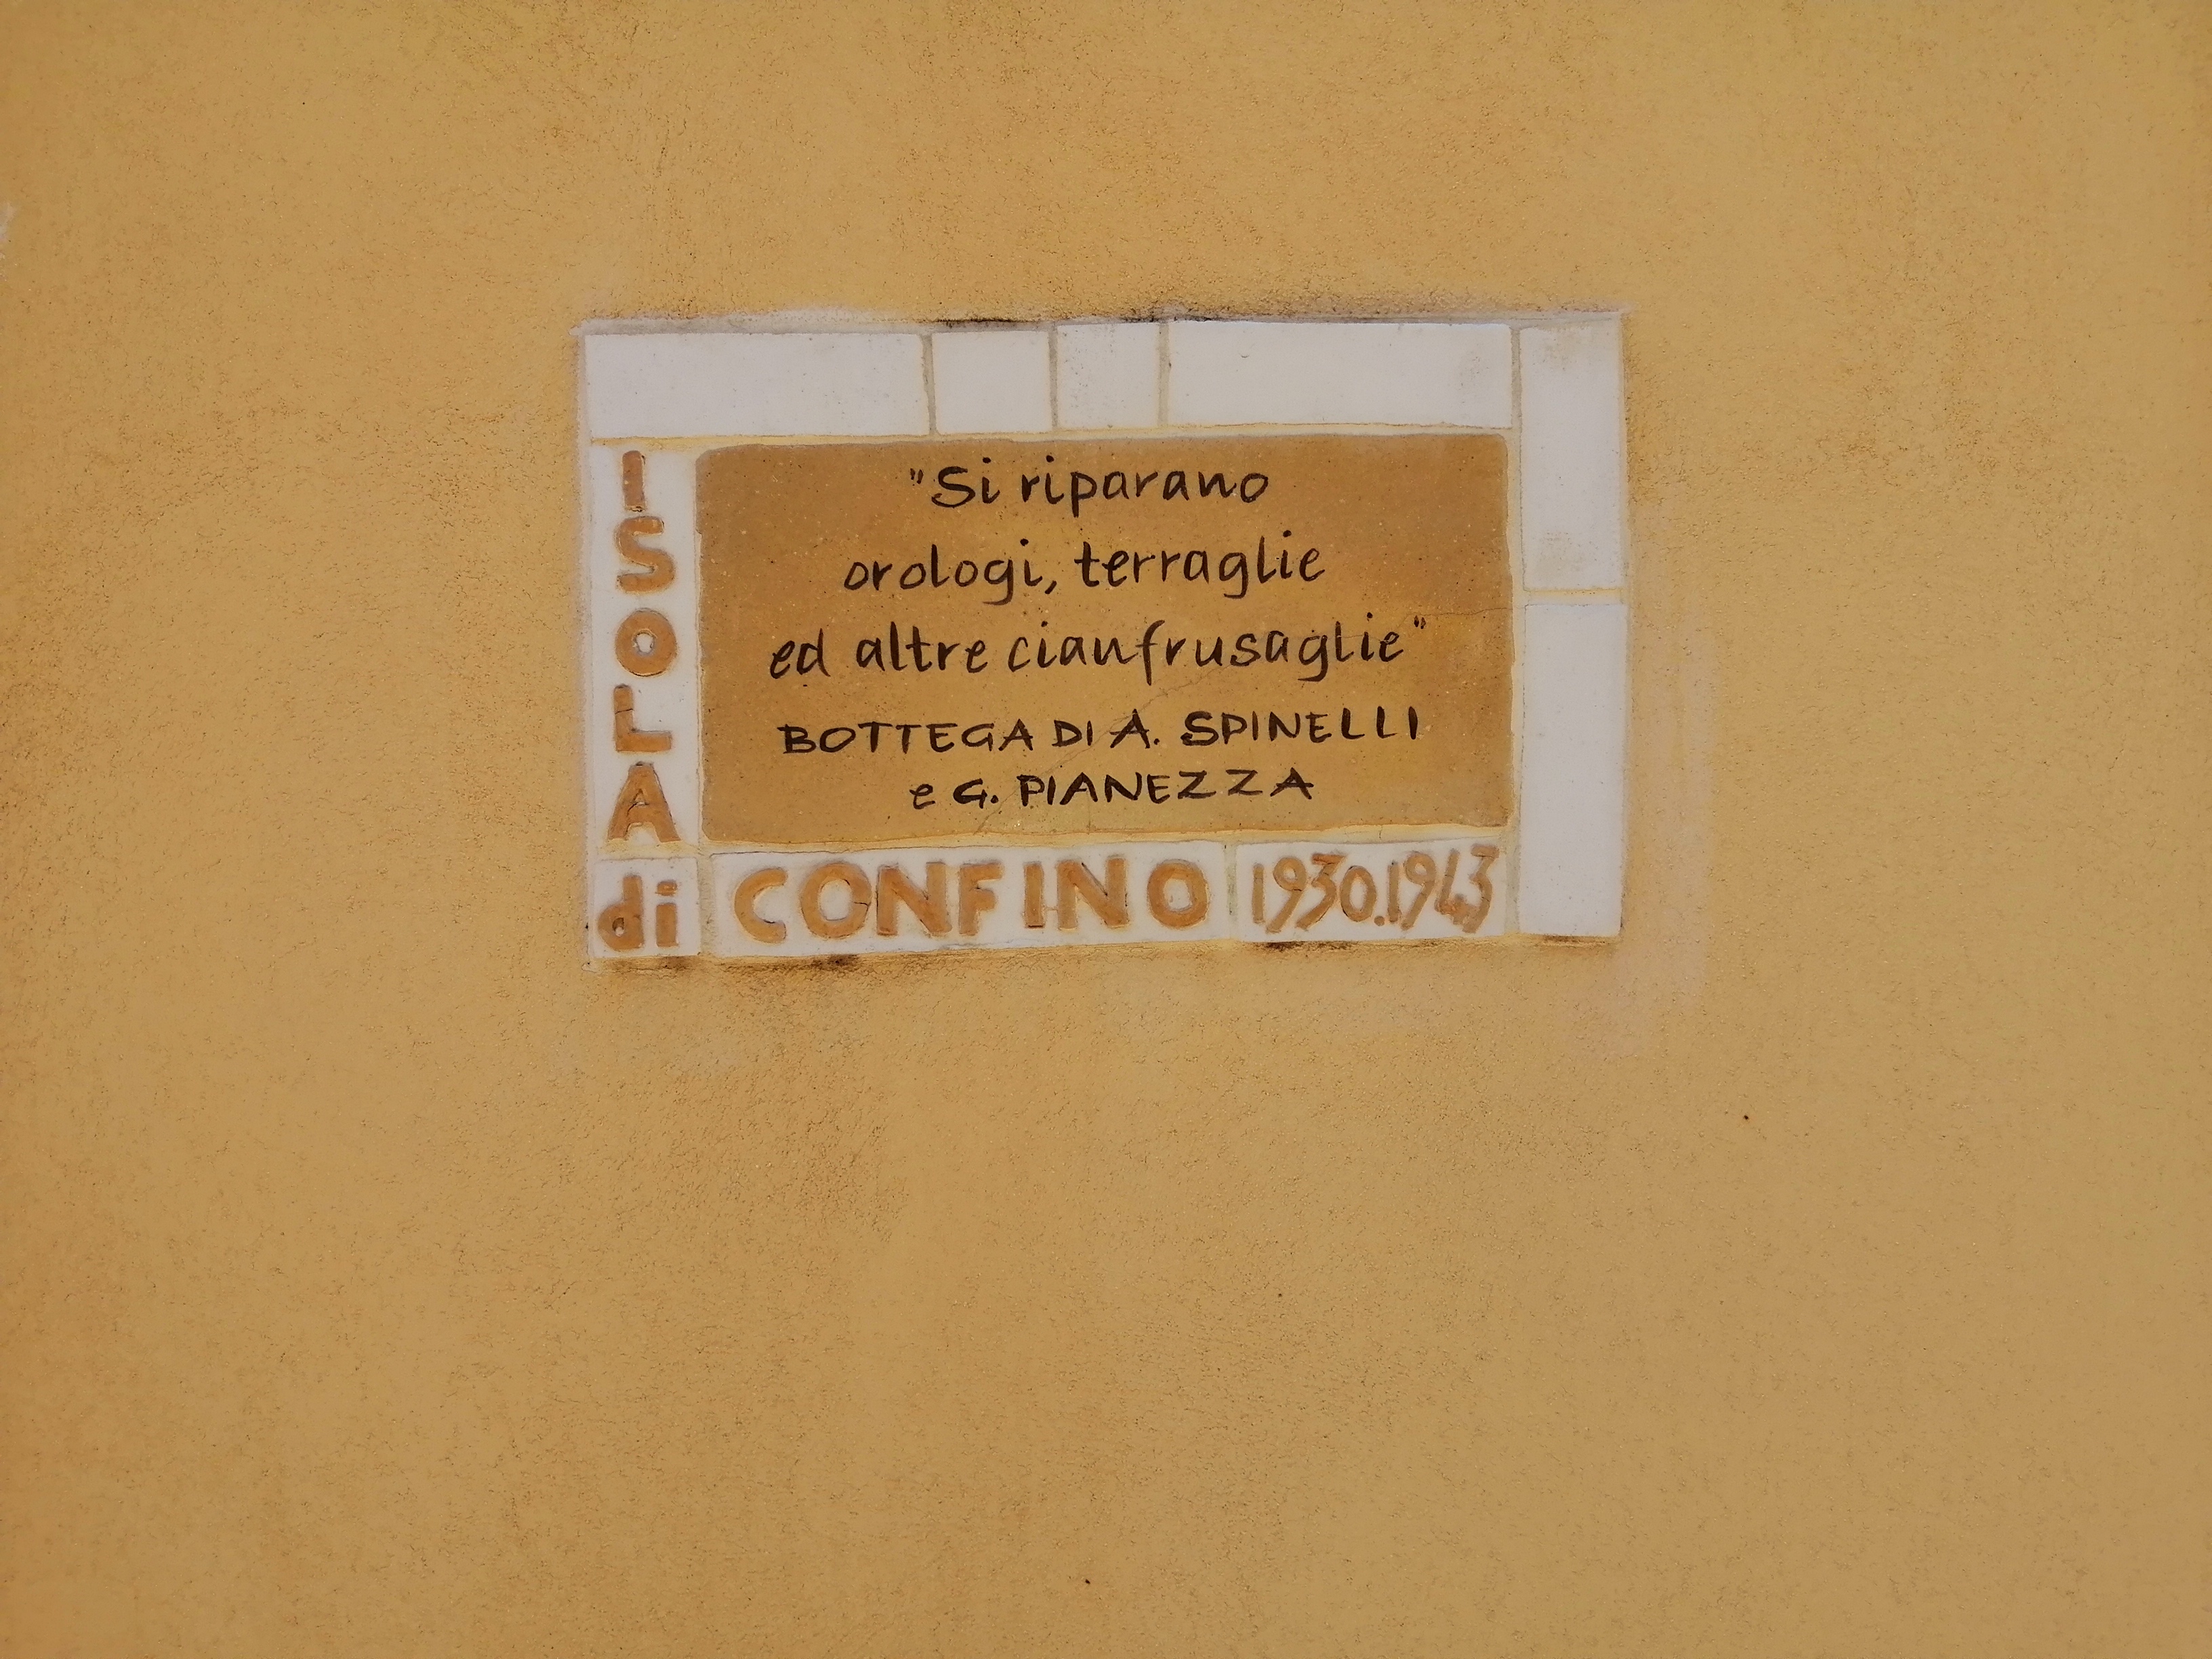 "Si riparano
orologi, terraglie
ed altre cianfrusaglie"
BOTTEGA DI A. SPINELLI
e G. PIANEZZA
ISOLA
di CONFINO 1930.1943